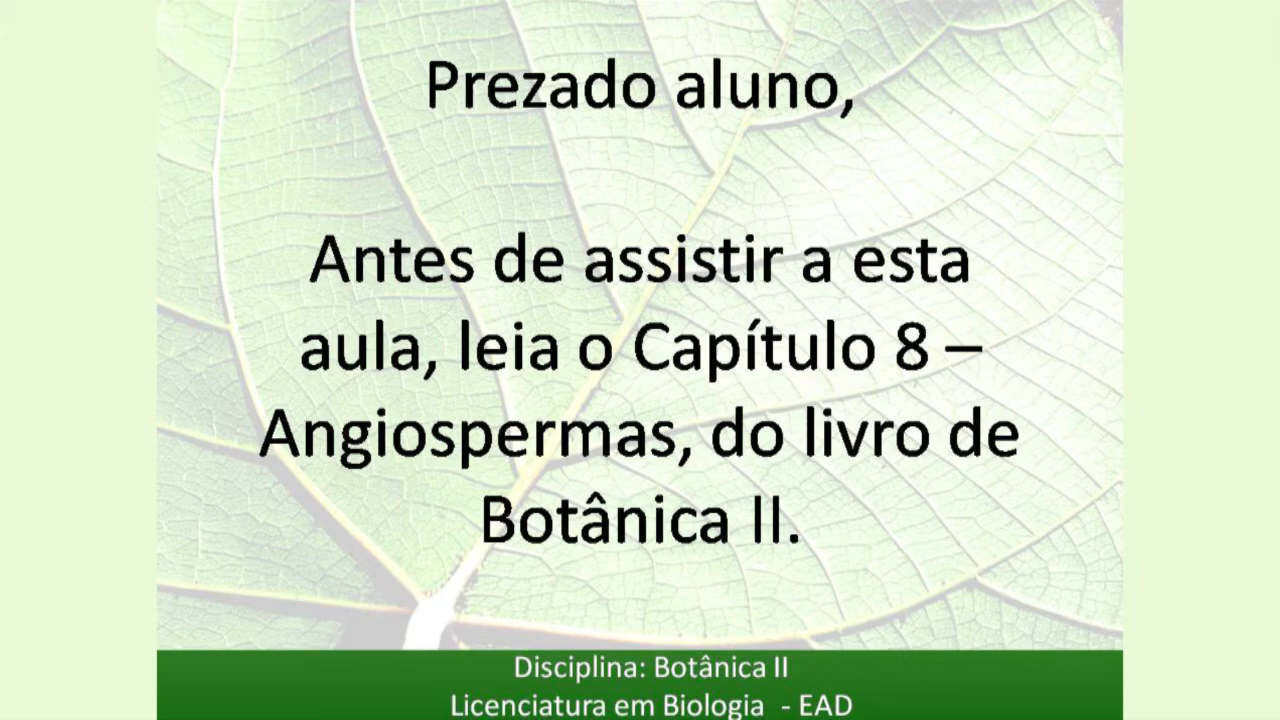 Prezado aluno,
Antes de assistir a esta
aula, leia o Capítulo 8 –
Angiospermas, do livro de
Botânica II.
Disciplina: Botânica II
Licenciatura em Biologia - EAD